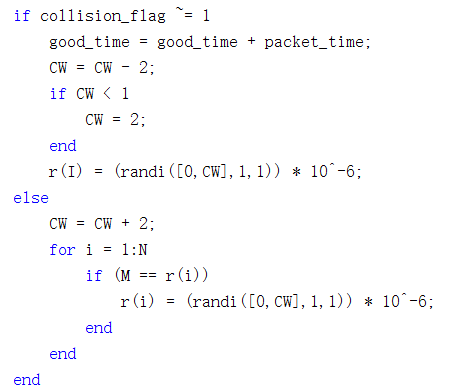 if collision_flag ~= 1
    good_time = good_time + packet_time;
    CW = CW - 2;
    if CW < 1
        CW = 2;
    end
    r(I) = (randi([0,CW],1,1)) * 10^-6;
else
    CW = CW + 2;
    for i = 1:N
        if (M == r(i))
            r(i) = (randi([0,CW],1,1)) * 10^-6;
        end
    end
end